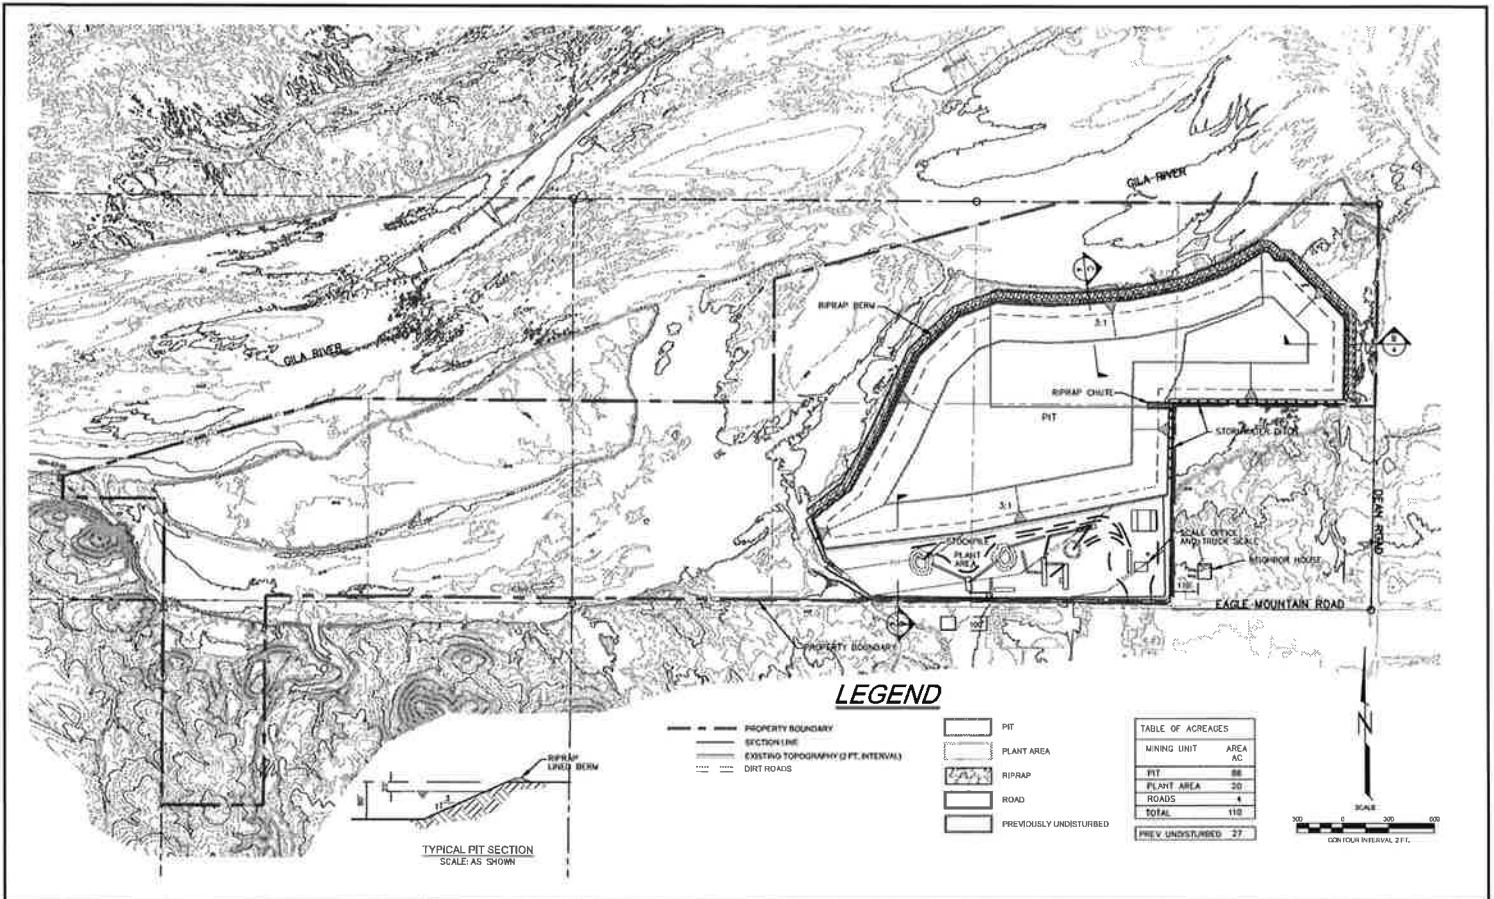 GILA RIVER
RIPRAP BERM
GILA RIVER
3:1
RIPRAP CHUTE
PIT
STORMWATER DITCH
DEAN ROAD
3:1
STOCKPILE
PLANT
AREA
SCALE OFFICE
AND TRUCK SCALE
NEIGHBOR HOUSE
EAGLE MOUNTAIN ROAD
PROPERTY BOUNDARY
LEGEND
PROPERTY BOUNDARY
SECTION LINE
EXISTING TOPOGRAPHY (2 FT. INTERVAL)
DIRT ROADS
PIT
PLANT AREA
RIPRAP
ROAD
PREVIOUSLY UNDISTURBED
TABLE OF ACREAGES
MINING UNIT AREA
AC
PIT 86
PLANT AREA 20
ROADS 4
TOTAL 110
PREV UNDISTURBED 27
N
SCALE
300 0 300 600
CONTOUR INTERVAL 2 FT.
RIPRAP
LINED BERM
TYPICAL PIT SECTION
SCALE: AS SHOWN